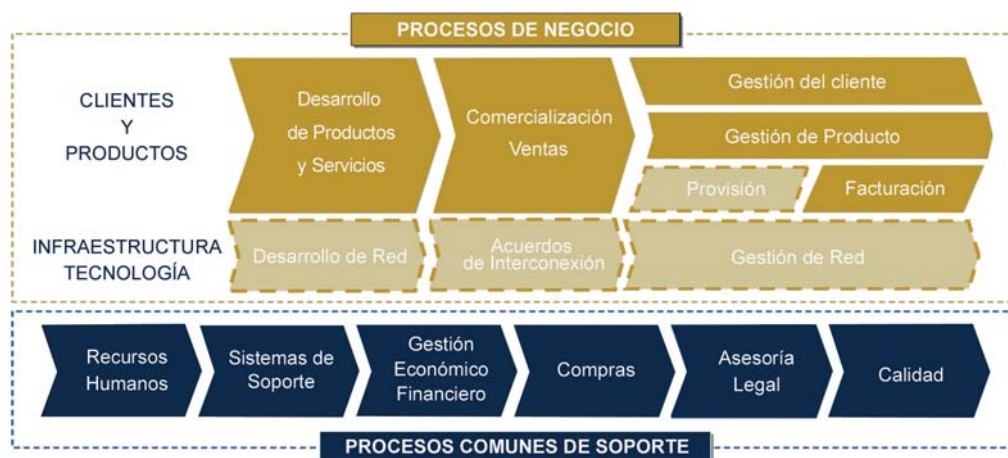 PROCESOS DE NEGOCIO
CLIENTES
Y
PRODUCTOS
Desarrollo
de Productos
y Servicios
Comercialización
Ventas
Gestión del cliente
Gestión de Producto
Provisión
Facturación
INFRAESTRUCTURA
TECNOLOGÍA
Desarrollo de Red
Acuerdos
de Interconexión
Gestión de Red
Recursos
Humanos
Sistemas de
Soporte
Gestión
Económico
Financiero
Compras
Asesoría
Legal
Calidad
PROCESOS COMUNES DE SOPORTE